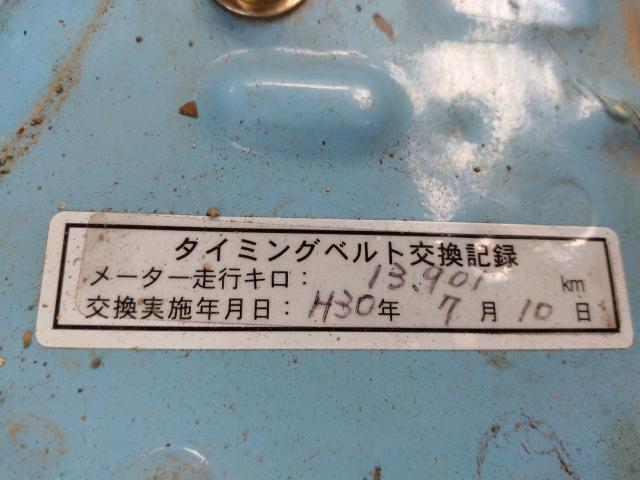 タイミングベルト交換記録
メーター走行キロ： 13.901 km
交換実施年月日： H30年 7月 10日